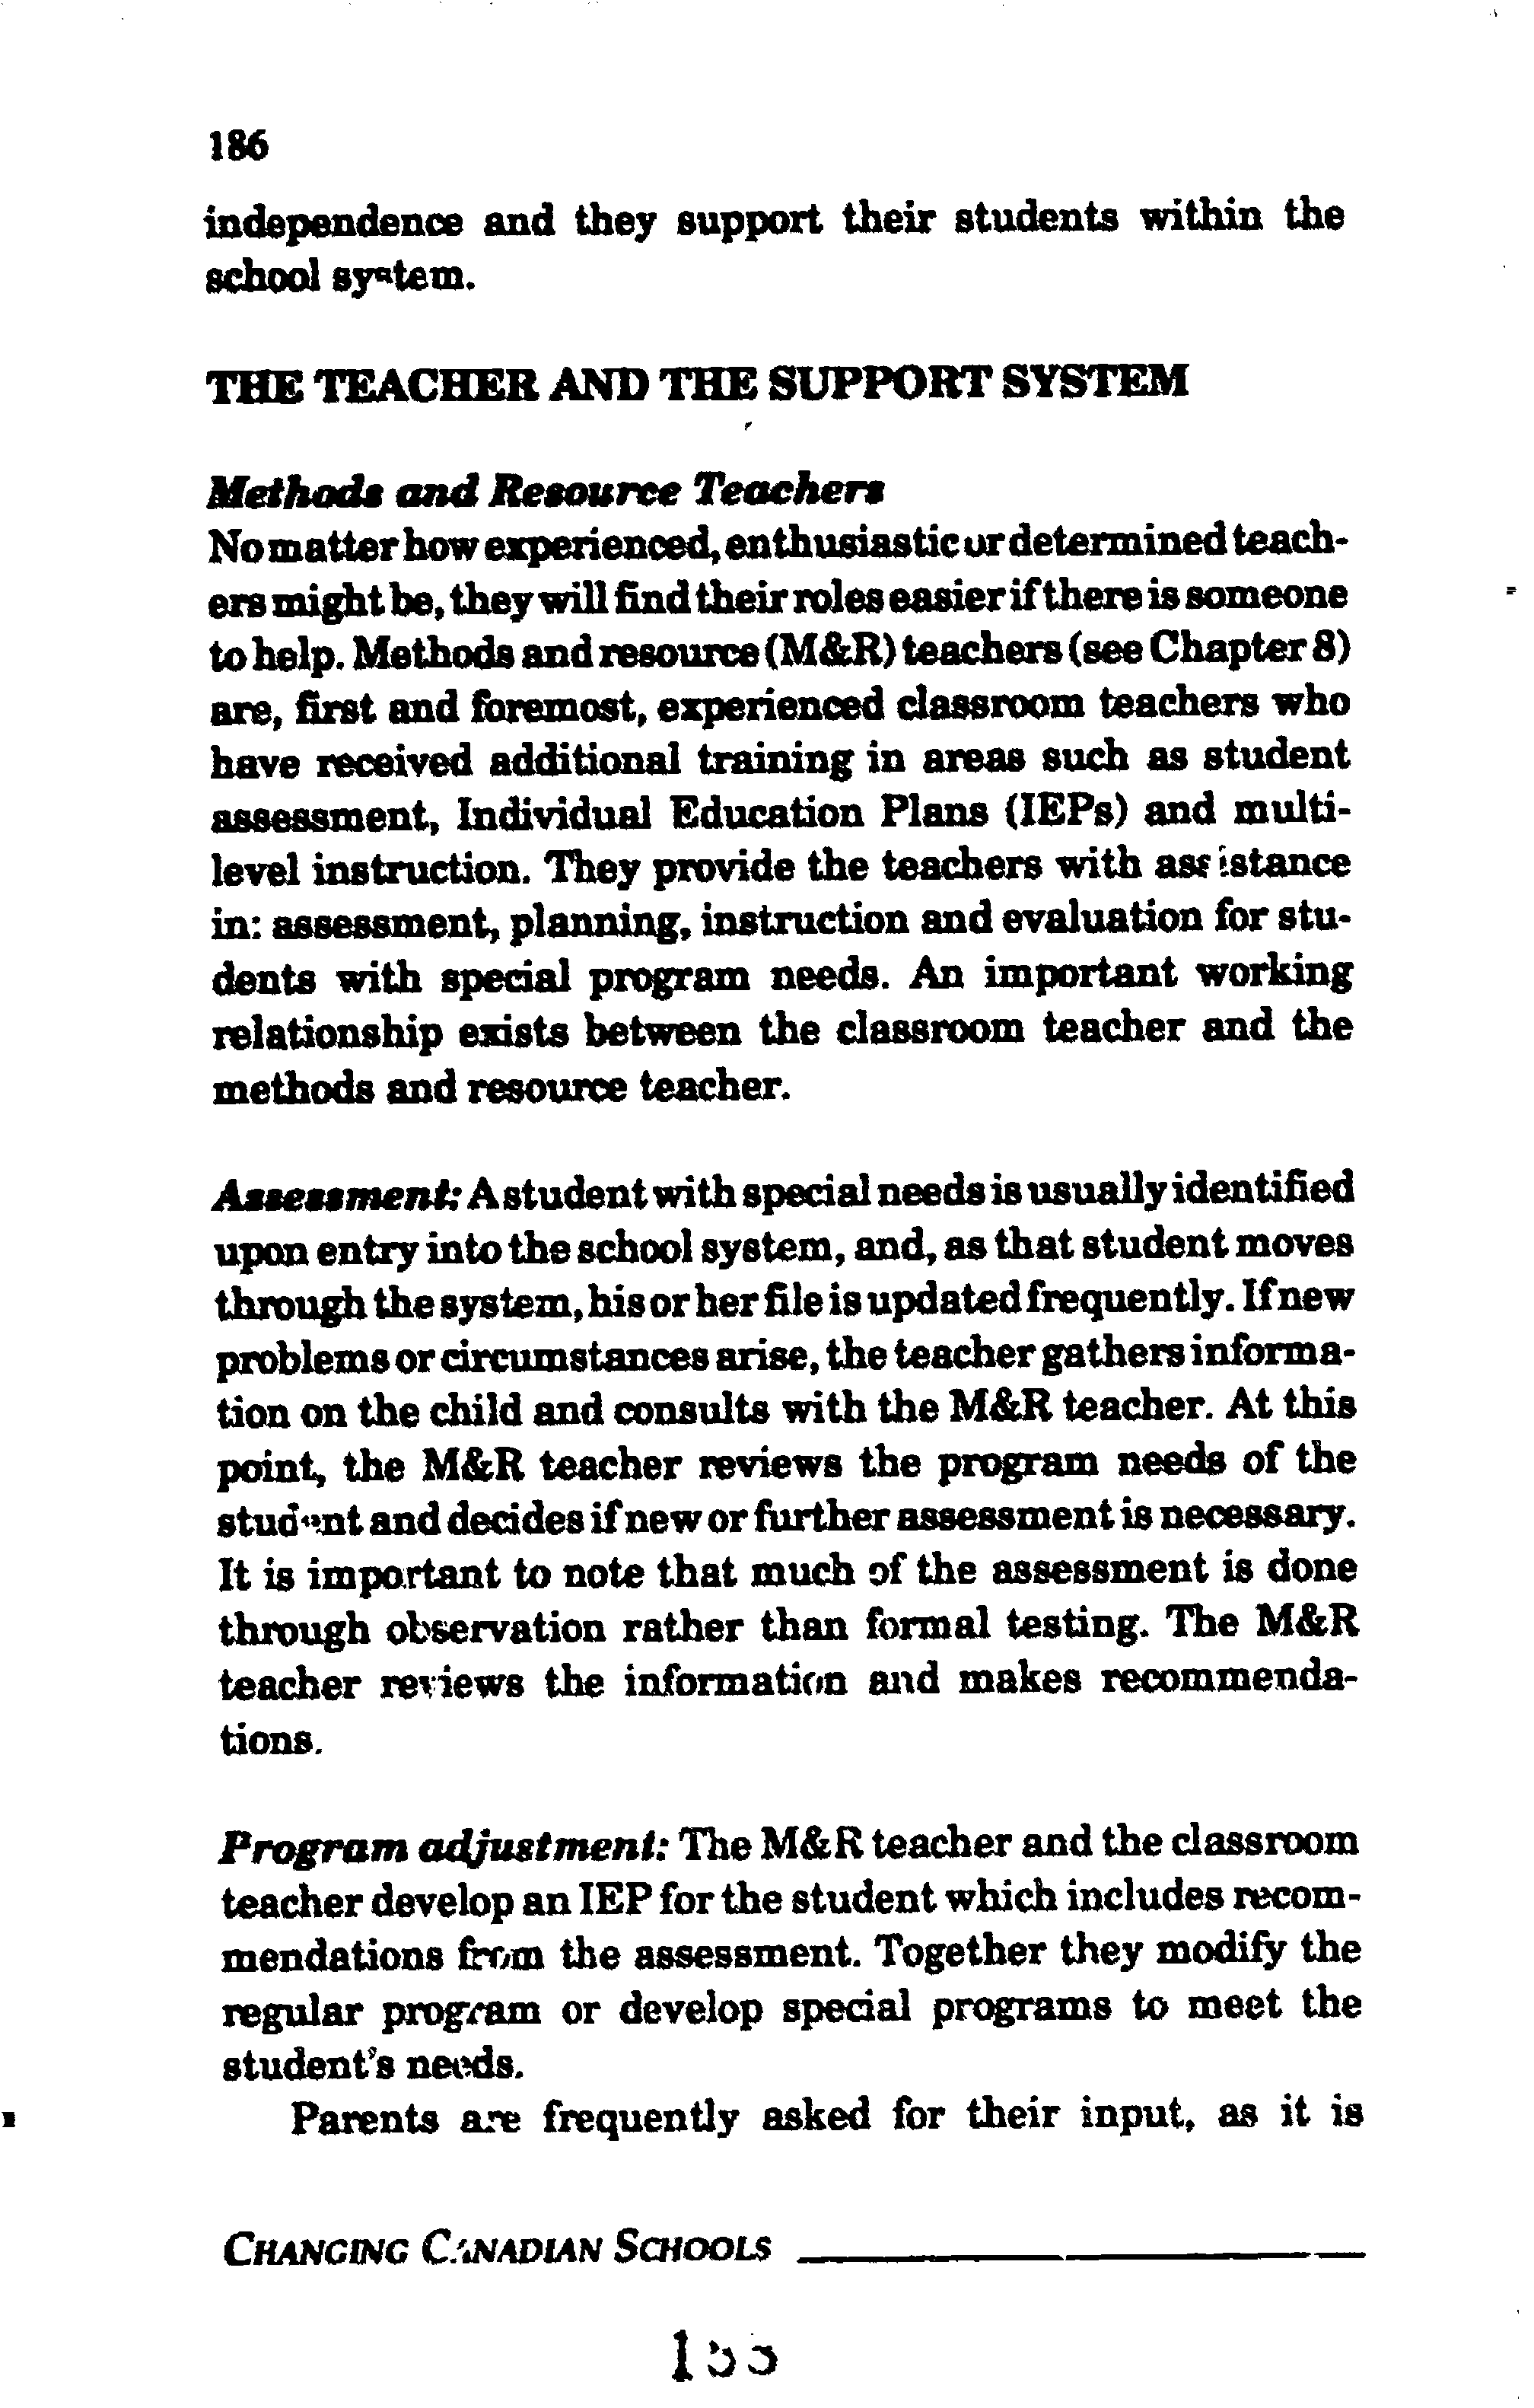 186
independence and they support their students within the
school system.
THE TEACHER AND THE SUPPORT SYSTEM
Methods and Resource Teachers
No matter how experienced, enthusiastic or determined teach-
ers might be, they will find their roles easier if there is someone
to help. Methods and resource (M&R) teachers (see Chapter 8)
are, first and foremost, experienced classroom teachers who
have received additional training in areas such as student
assessment, Individual Education Plans (IEPs) and multi-
level instruction. They provide the teachers with assistance
in: assessment, planning, instruction and evaluation for stu-
dents with special program needs. An important working
relationship exists between the classroom teacher and the
methods and resource teacher.
Assessment: A student with special needs is usually identified
upon entry into the school system, and, as that student moves
through the system, his or her file is updated frequently. If new
problems or circumstances arise, the teacher gathers informa-
tion on the child and consults with the M&R teacher. At this
point, the M&R teacher reviews the program needs of the
student and decides if new or further assessment is necessary.
It is important to note that much of the assessment is done
through observation rather than formal testing. The M&R
teacher reviews the information and makes recommenda-
tions.
Program adjustment: The M&R teacher and the classroom
teacher develop an IEP for the student which includes recom-
mendations from the assessment. Together they modify the
regular program or develop special programs to meet the
student's needs.
Parents are frequently asked for their input, as it is
CHANGING CANADIAN SCHOOLS